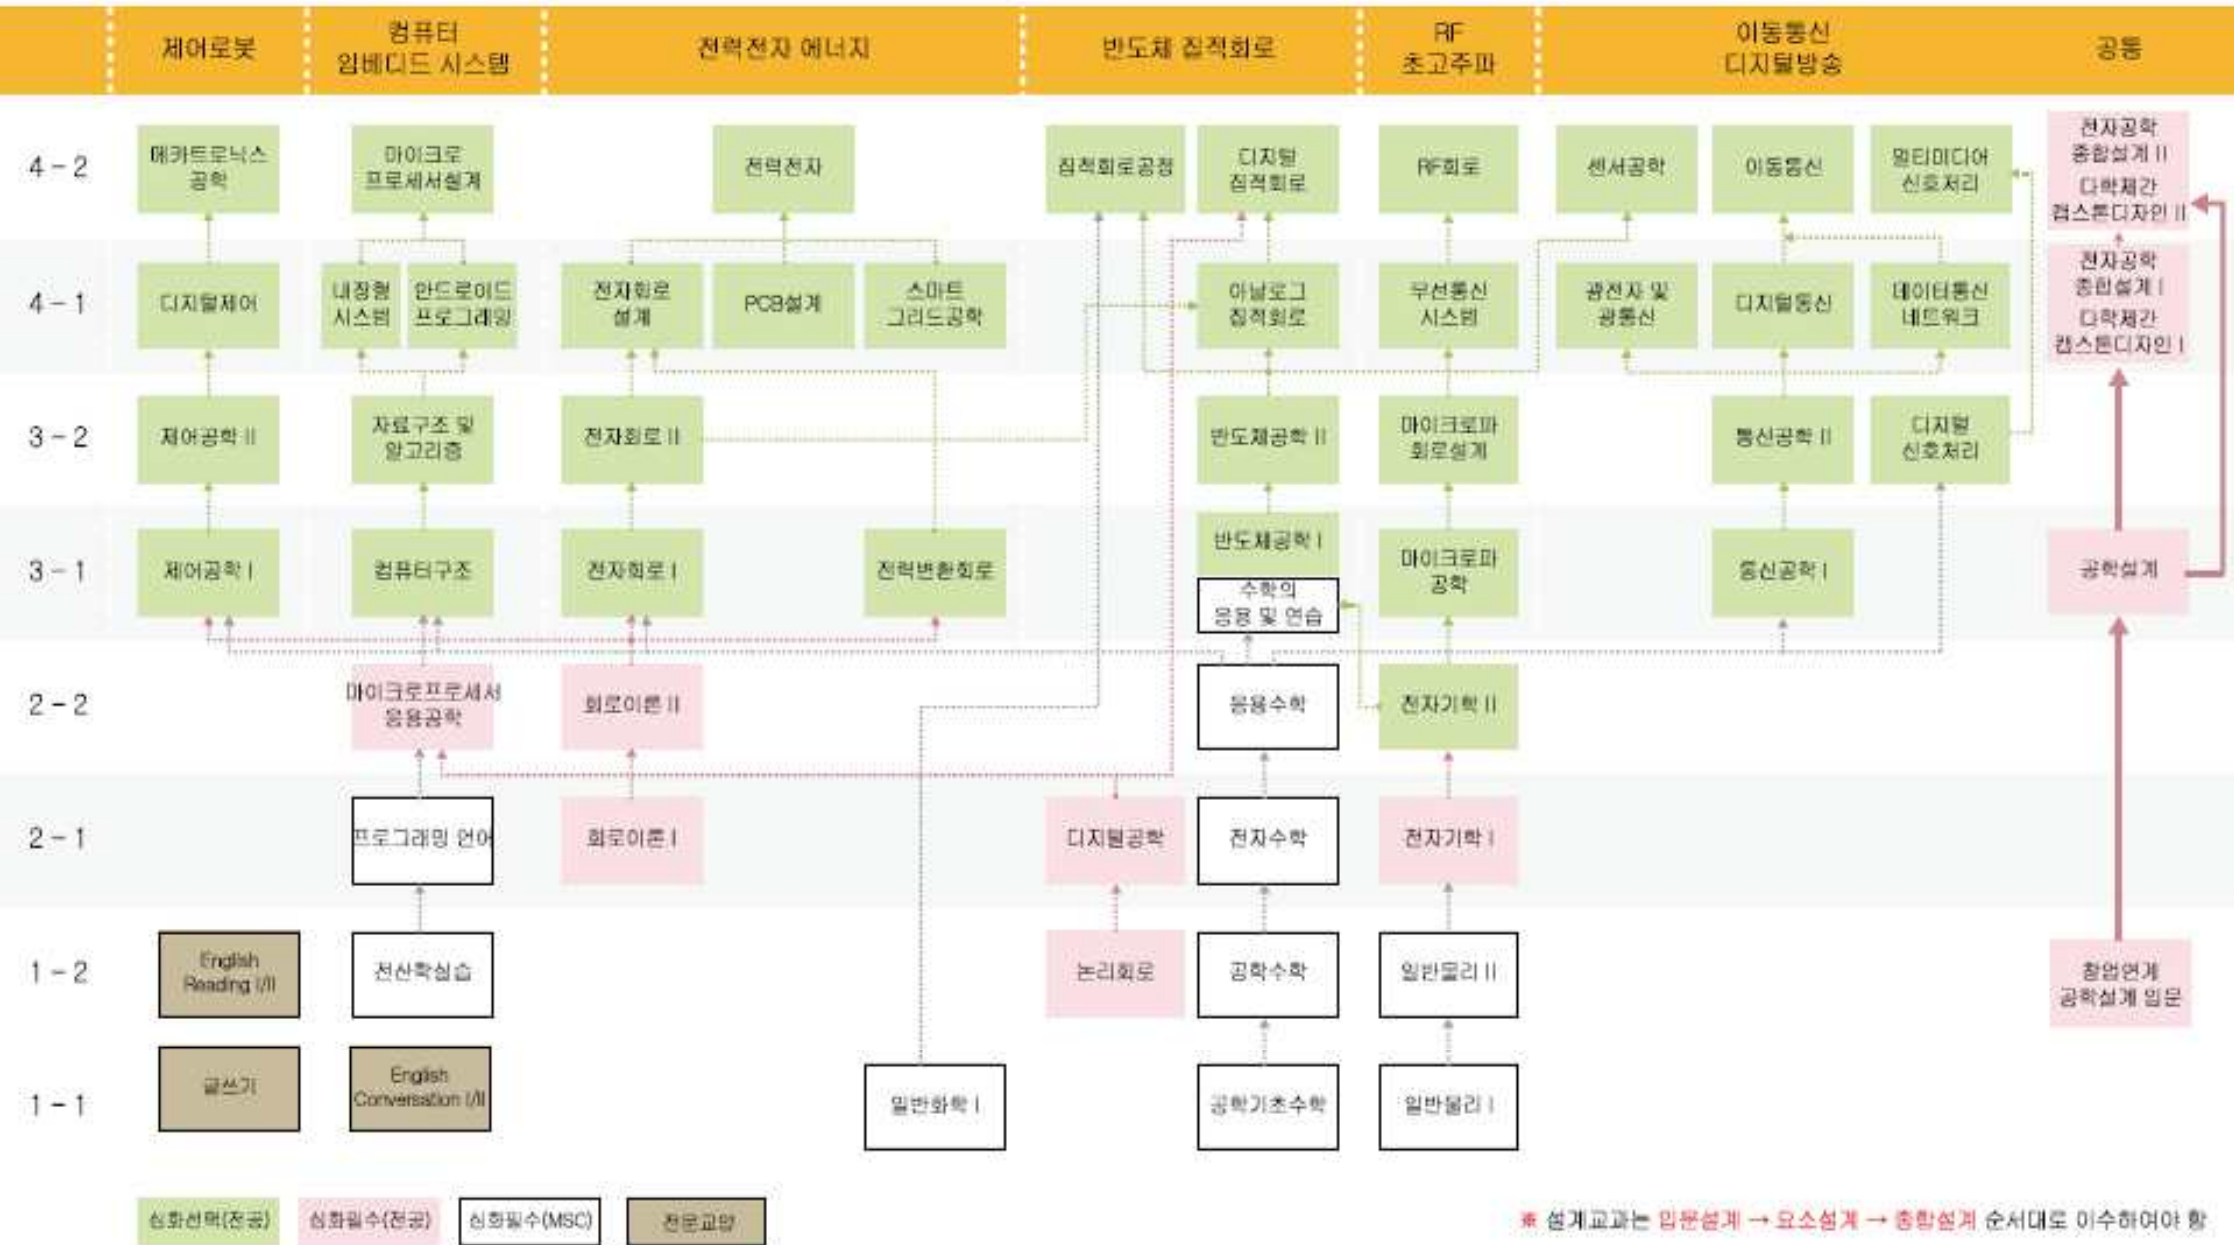 제어로봇
컴퓨터
임베디드 시스템
전력전자 에너지
반도체 집적회로
RF
초고주파
이동통신
디지털방송
공통
4 - 2
메카트로닉스
공학
마이크로
프로세서설계
전력전자
집적회로공정
디지털
집적회로
RF회로
센서공학
이동통신
멀티미디어
신호처리
전자공학
종합설계 II
다학제간
캡스톤디자인 II
4 - 1
디지털제어
내장형
시스템
안드로이드
프로그래밍
전자회로
설계
PCB설계
스마트
그리드공학
아날로그
집적회로
무선통신
시스템
광전자 및
광통신
디지털통신
데이터통신
네트워크
전자공학
종합설계 I
다학제간
캡스톤디자인 I
3 - 2
제어공학 II
자료구조 및
알고리즘
전자회로 II
반도체공학 II
마이크로파
회로설계
통신공학 II
디지털
신호처리
3 - 1
제어공학 I
컴퓨터구조
전자회로 I
전력변환회로
반도체공학 I
수학의
응용 및 연습
마이크로파
공학
통신공학 I
공학설계
2 - 2
마이크로프로세서
응용공학
회로이론 II
응용수학
전자기학 II
2 - 1
프로그래밍 언어
회로이론 I
디지털공학
전자수학
전자기학 I
1 - 2
English
Reading I/II
전산학실습
논리회로
공학수학
일반물리 II
창업연계
공학설계 입문
1 - 1
글쓰기
English
Conversation I/II
일반화학 I
공학기초수학
일반물리 I
심화선택(전공)
심화필수(전공)
심화필수(MSC)
전문교양
※ 설계교과는 입문설계 → 요소설계 → 종합설계 순서대로 이수하여야 함